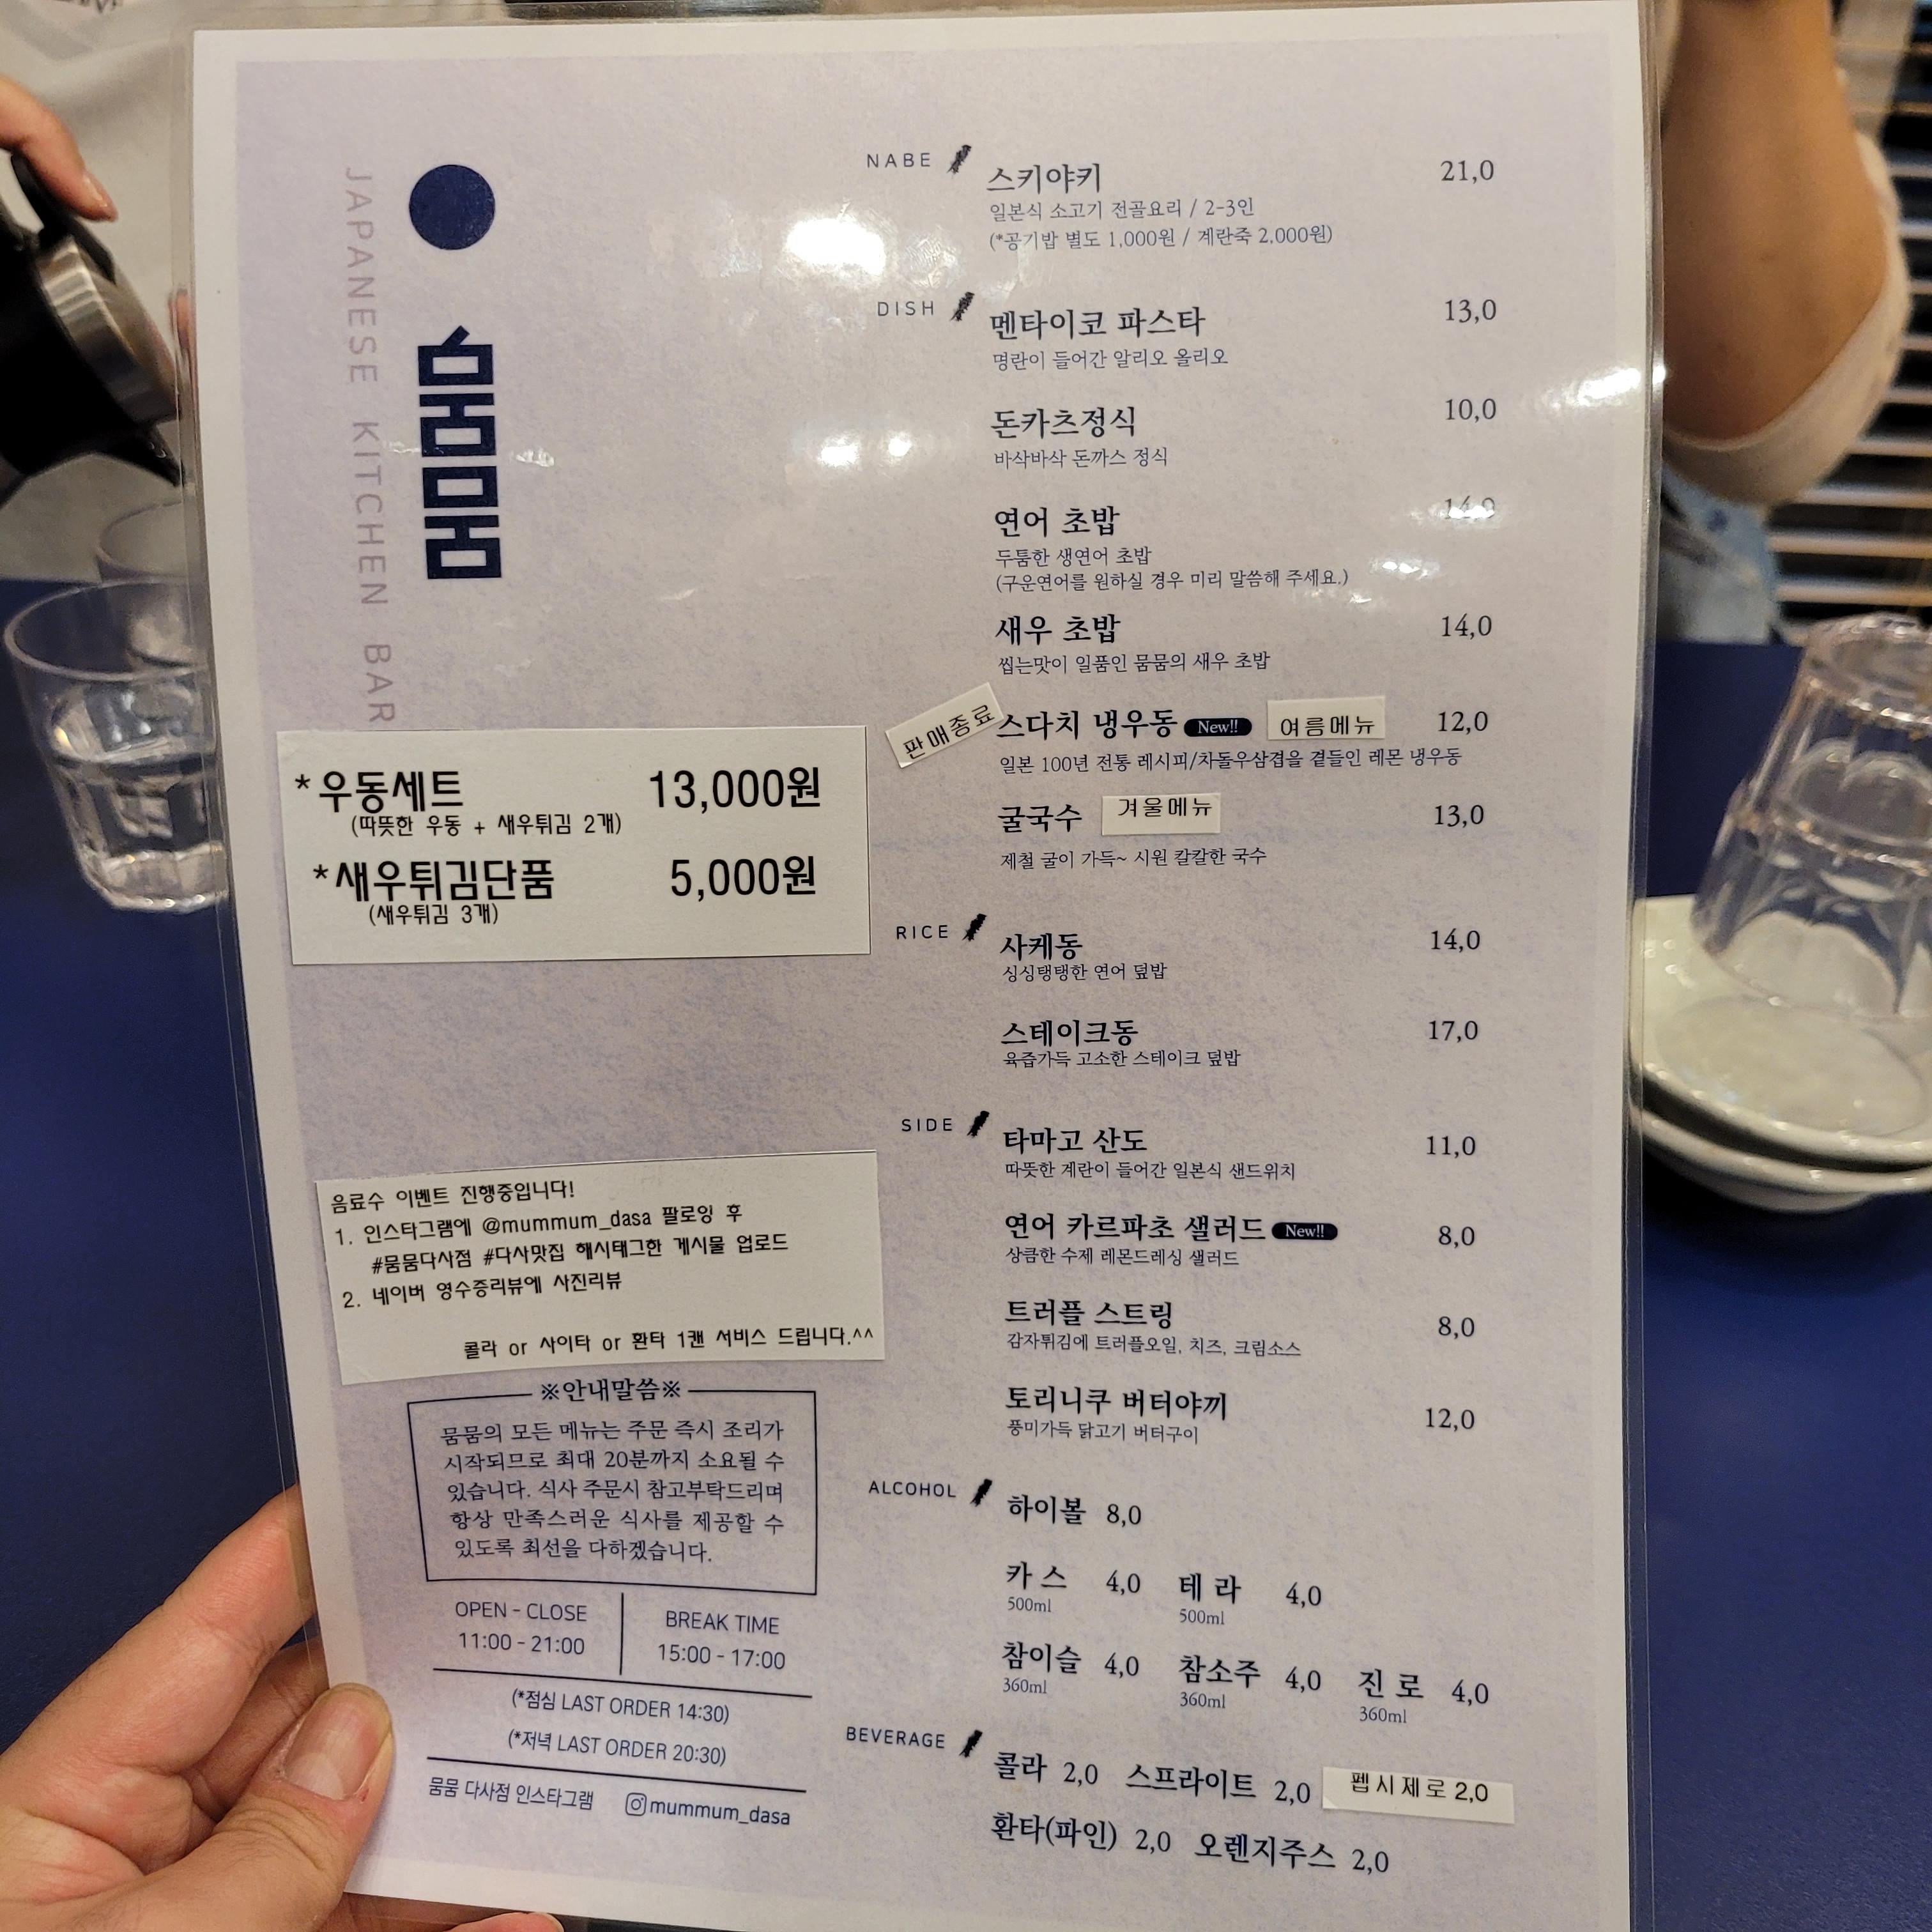 JAPANESE KITCHEN BAR
뭄뭄
*우동세트 13,000원
(따뜻한 우동 + 새우튀김 2개)
*새우튀김단품 5,000원
(새우튀김 3개)
음료수 이벤트 진행중입니다!
1. 인스타그램에 @mummum_dasa 팔로잉 후
#뭄뭄다사점 #다사맛집 해시태그한 게시물 업로드
2. 네이버 영수증리뷰에 사진리뷰
콜라 or 사이타 or 환타 1캔 서비스 드립니다.^^
※안내말씀※
뭄뭄의 모든 메뉴는 주문 즉시 조리가
시작되므로 최대 20분까지 소요될 수
있습니다. 식사 주문시 참고부탁드리며
항상 만족스러운 식사를 제공할 수
있도록 최선을 다하겠습니다.
OPEN - CLOSE
11:00 - 21:00
BREAK TIME
15:00 - 17:00
(*점심 LAST ORDER 14:30)
(*저녁 LAST ORDER 20:30)
뭄뭄 다사점 인스타그램 mummum_dasa
NABE
스키야키 21,0
일본식 소고기 전골요리 / 2-3인
(*공기밥 별도 1,000원 / 계란죽 2,000원)
DISH
멘타이코 파스타 13,0
명란이 들어간 알리오 올리오
돈카츠정식 10,0
바삭바삭 돈까스 정식
연어 초밥 14,0
두툼한 생연어 초밥
(구운연어를 원하실 경우 미리 말씀해 주세요.)
새우 초밥 14,0
씹는맛이 일품인 뭄뭄의 새우 초밥
판매종료 스다치 냉우동 New!! 여름메뉴 12,0
일본 100년 전통 레시피/차돌우삼겹을 곁들인 레몬 냉우동
굴국수 겨울메뉴 13,0
제철 굴이 가득~ 시원 칼칼한 국수
RICE
사케동 14,0
싱싱탱탱한 연어 덮밥
스테이크동 17,0
육즙가득 고소한 스테이크 덮밥
SIDE
타마고 산도 11,0
따뜻한 계란이 들어간 일본식 샌드위치
연어 카르파초 샐러드 New!! 8,0
상큼한 수제 레몬드레싱 샐러드
트러플 스트링 8,0
감자튀김에 트러플오일, 치즈, 크림소스
토리니쿠 버터야끼 12,0
풍미가득 닭고기 버터구이
ALCOHOL
하이볼 8,0
카 스 4,0 테 라 4,0
500ml 500ml
참이슬 4,0 참소주 4,0 진 로 4,0
360ml 360ml 360ml
BEVERAGE
콜라 2,0 스프라이트 2,0 펩시제로 2,0
환타(파인) 2,0 오렌지주스 2,0